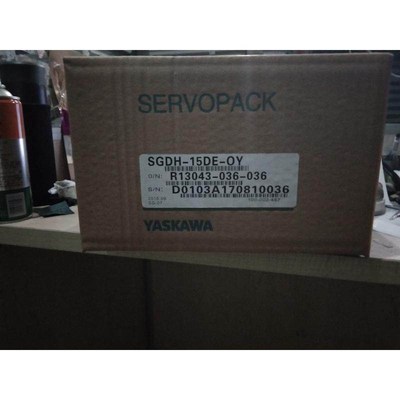 SERVOPACK
SGDH-15DE-OY
O/N: R13043-036-036
S/N: D0103A170810036
YASKAWA